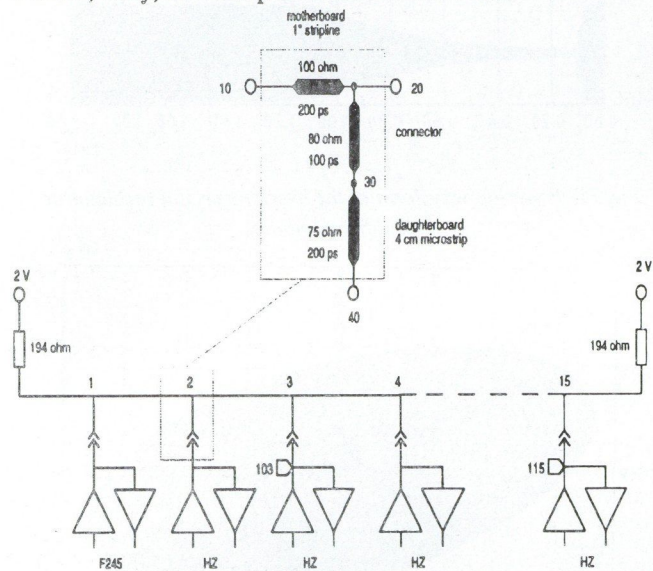 motherboard
1" stripline
100 ohm
10
20
200 ps
connector
80 ohm
100 ps
30
75 ohm
daughterboard
4 cm microstrip
200 ps
40
2 V
2 V
194 ohm
194 ohm
1
2
3
4
15
103
115
F245
HZ
HZ
HZ
HZ